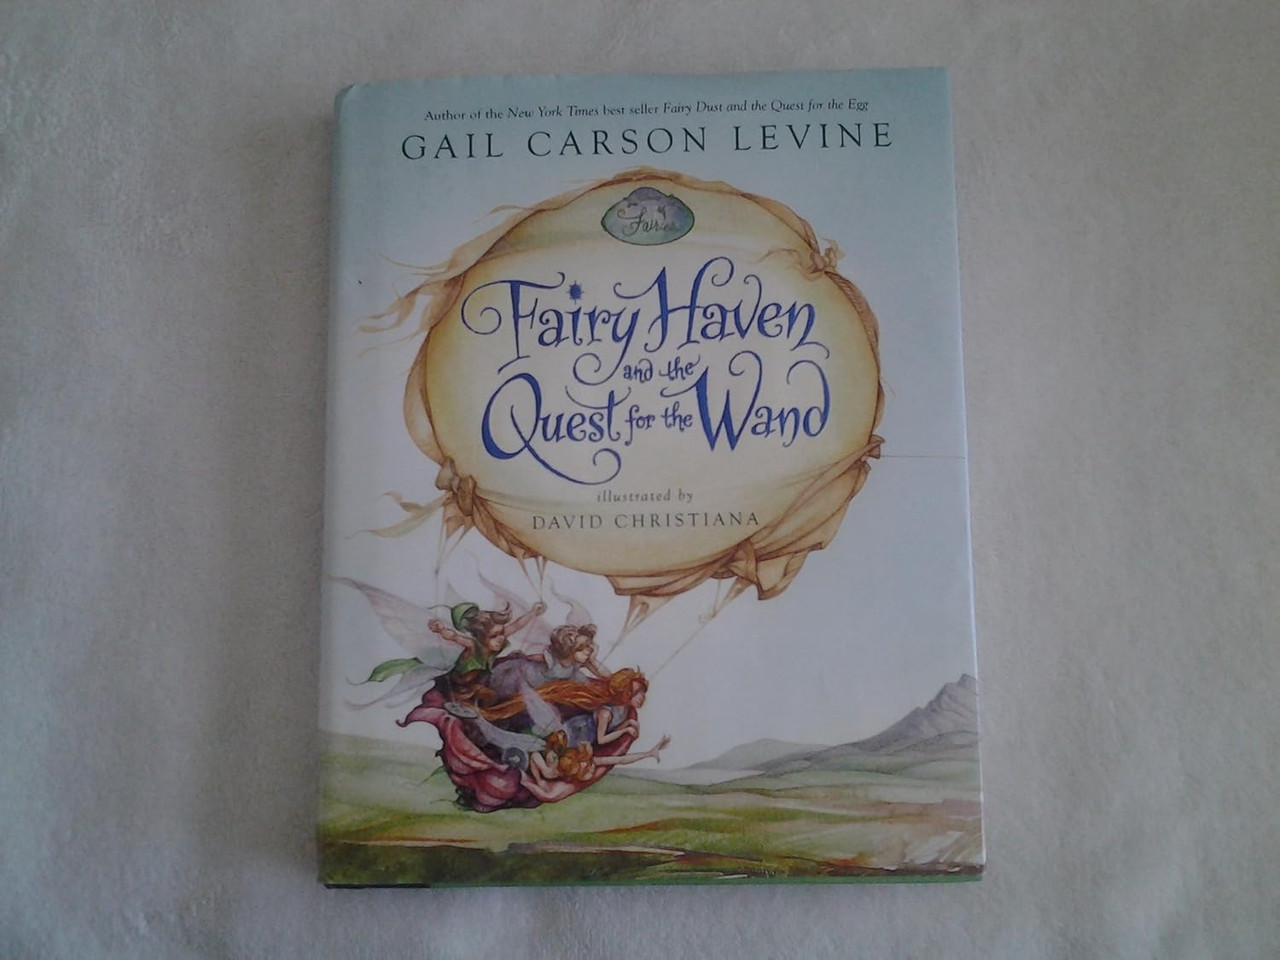 Author of the New York Times best seller Fairy Dust and the Quest for the Egg
GAIL CARSON LEVINE
Fairies
Fairy Haven
and the
Quest for the Wand
illustrated by
DAVID CHRISTIANA